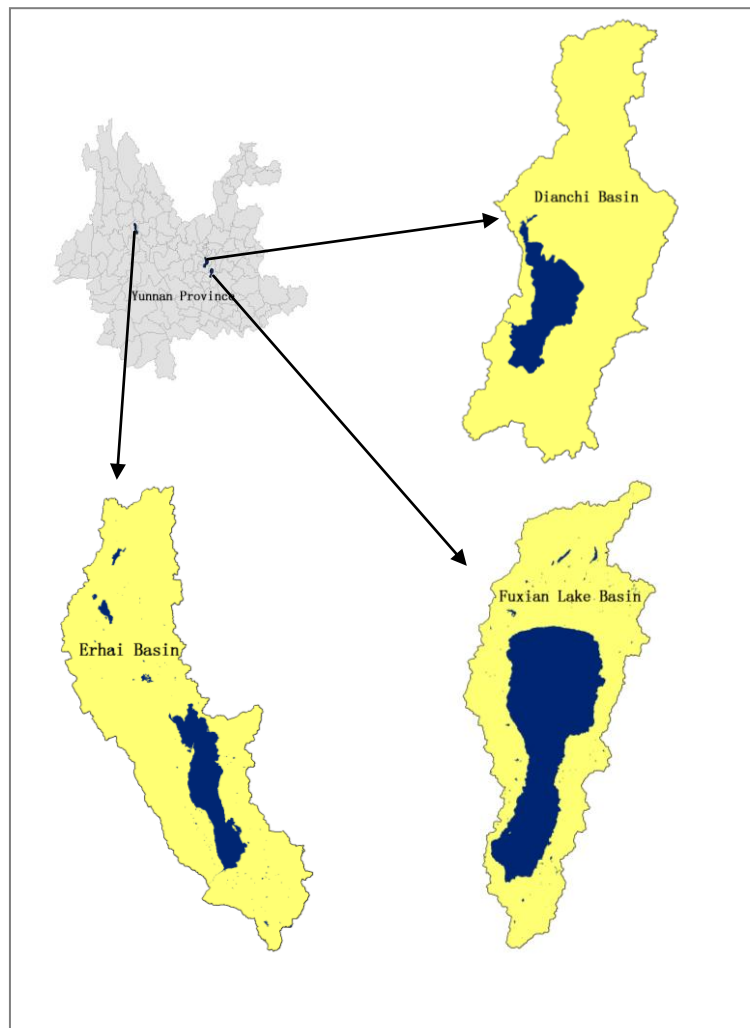 Dianchi Basin
Yunnan Province
Fuxian Lake Basin
Erhai Basin